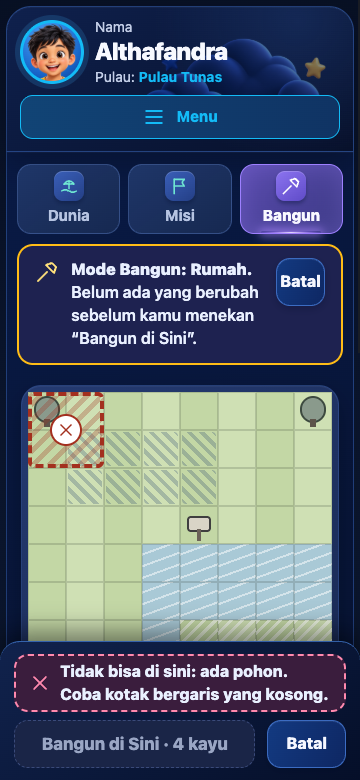 Nama
Althafandra
Pulau: Pulau Tunas
Menu
Dunia
Misi
Bangun
Mode Bangun: Rumah.
Belum ada yang berubah
sebelum kamu menekan
“Bangun di Sini”.
Batal
Tidak bisa di sini: ada pohon.
Coba kotak bergaris yang kosong.
Bangun di Sini · 4 kayu
Batal